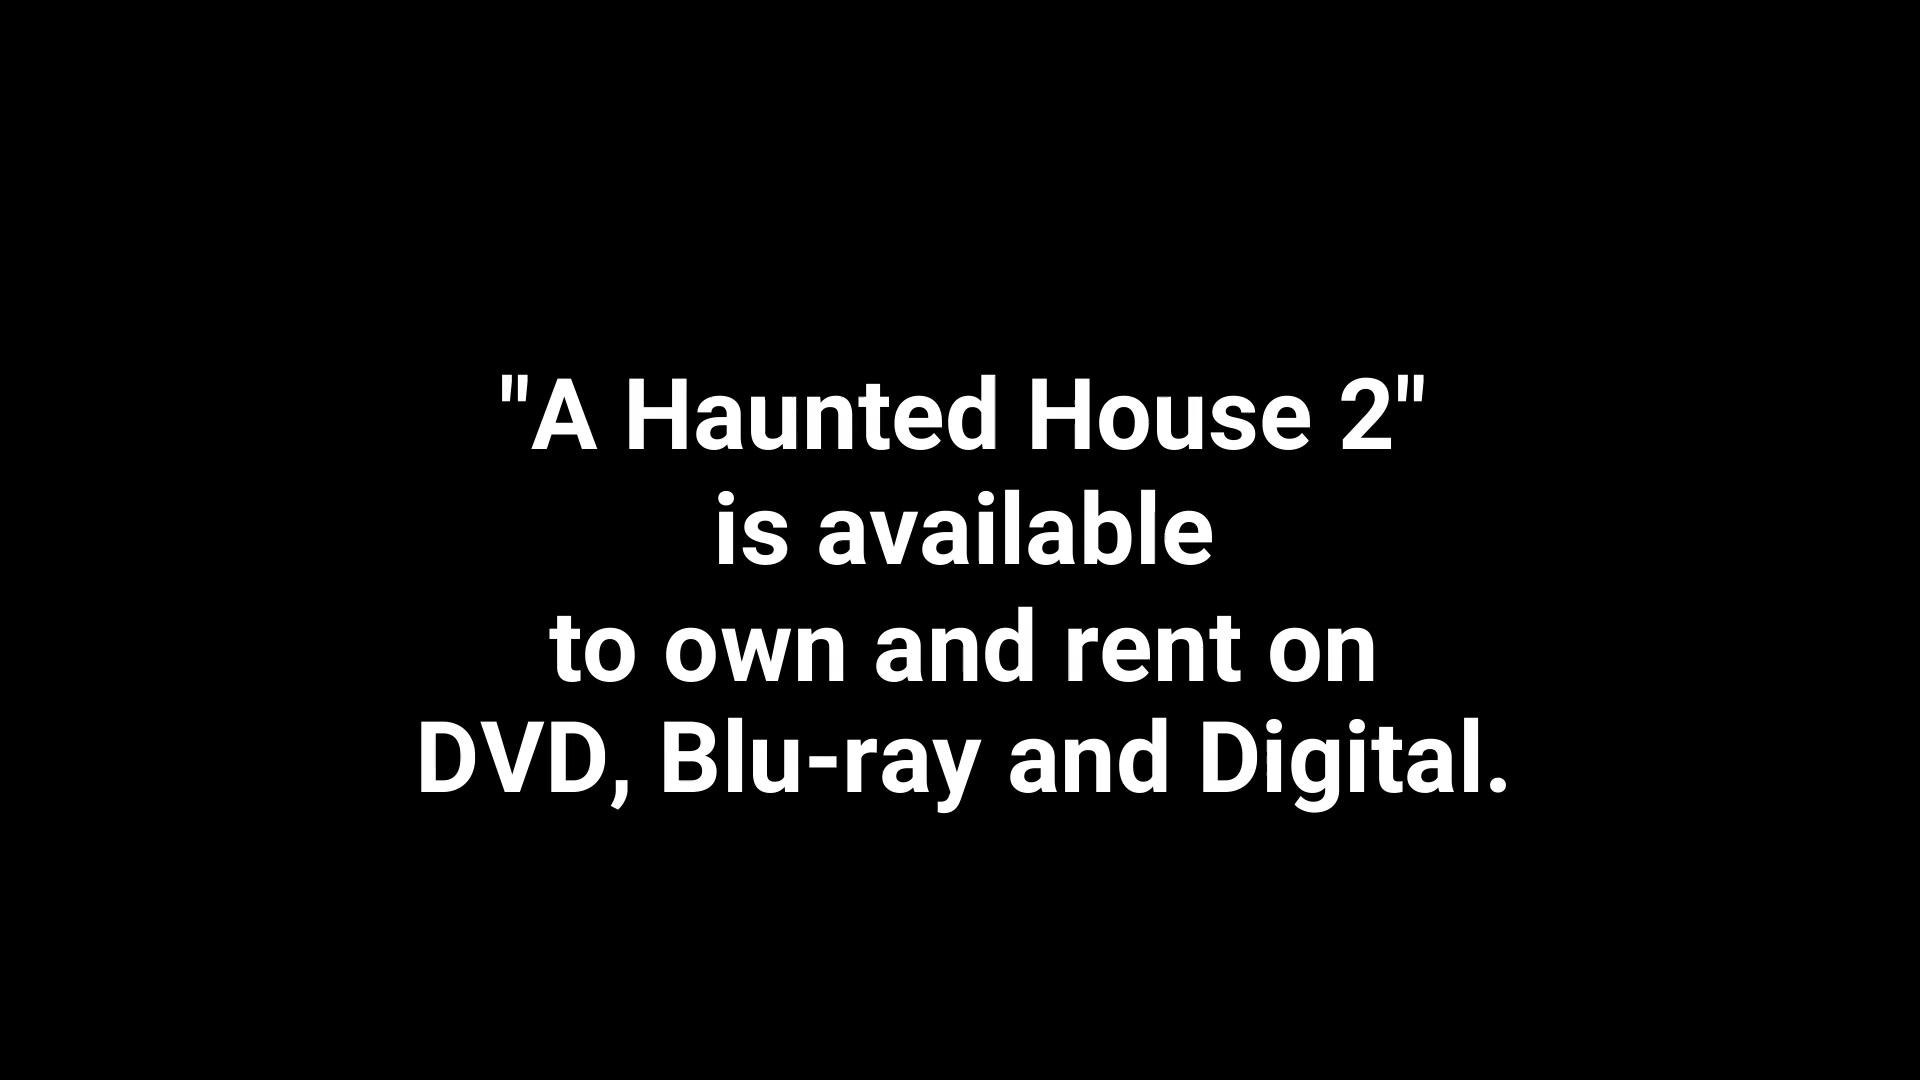 "A Haunted House 2"
is available
to own and rent on
DVD, Blu-ray and Digital.